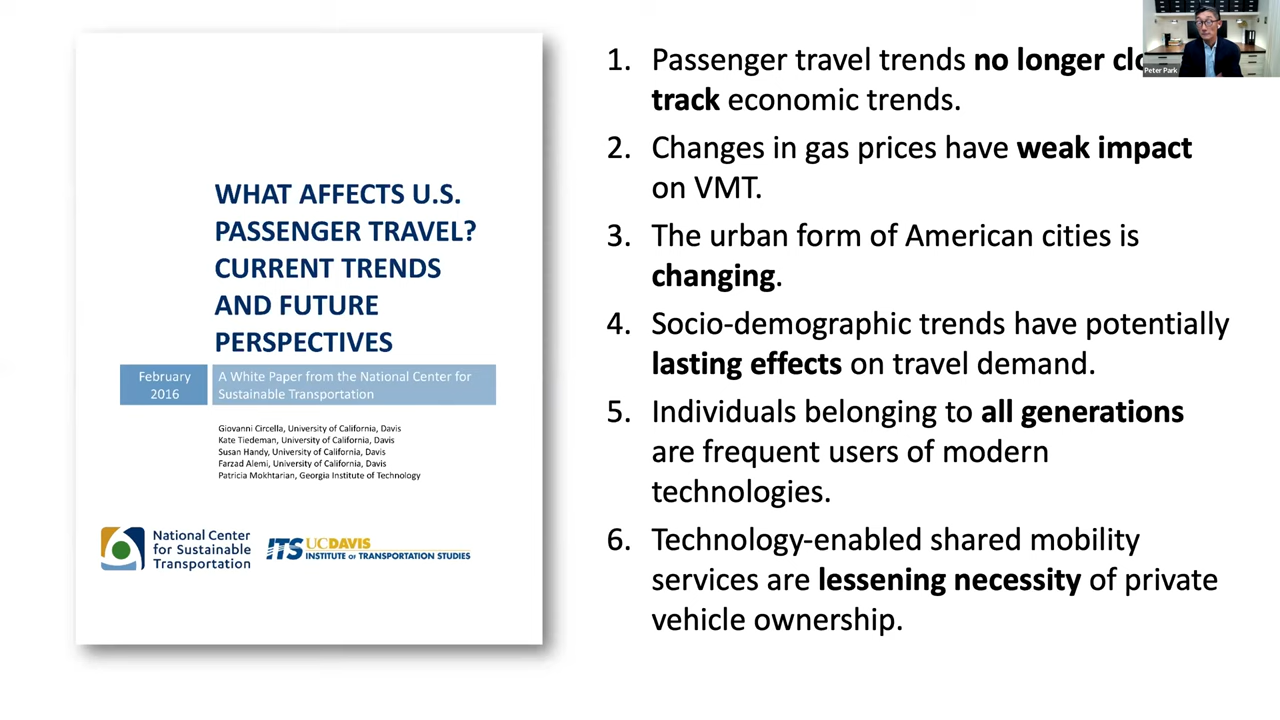 WHAT AFFECTS U.S.
PASSENGER TRAVEL?
CURRENT TRENDS
AND FUTURE
PERSPECTIVES
February
2016
A White Paper from the National Center for
Sustainable Transportation
Giovanni Circella, University of California, Davis
Kate Tiedeman, University of California, Davis
Susan Handy, University of California, Davis
Farzad Alemi, University of California, Davis
Patricia Mokhtarian, Georgia Institute of Technology
National Center
for Sustainable
Transportation
ITS UCDAVIS
INSTITUTE OF TRANSPORTATION STUDIES
1. Passenger travel trends no longer
track economic trends.
2. Changes in gas prices have weak impact
on VMT.
3. The urban form of American cities is
changing.
4. Socio-demographic trends have potentially
lasting effects on travel demand.
5. Individuals belonging to all generations
are frequent users of modern
technologies.
6. Technology-enabled shared mobility
services are lessening necessity of private
vehicle ownership.
Peter Park